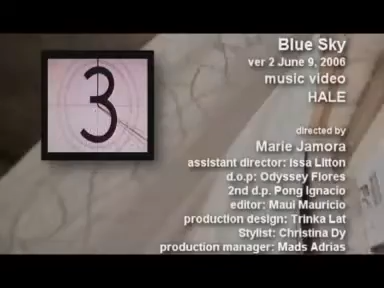 Blue Sky
ver 2 June 9, 2006
music video
HALE
3
directed by
Marie Jamora
assistant director: Issa Litton
d.o.p: Odyssey Flores
2nd d.p. Pong Ignacio
editor: Maui Mauricio
production design: Trinka Lat
Stylist: Christina Dy
production manager: Mads Adrias